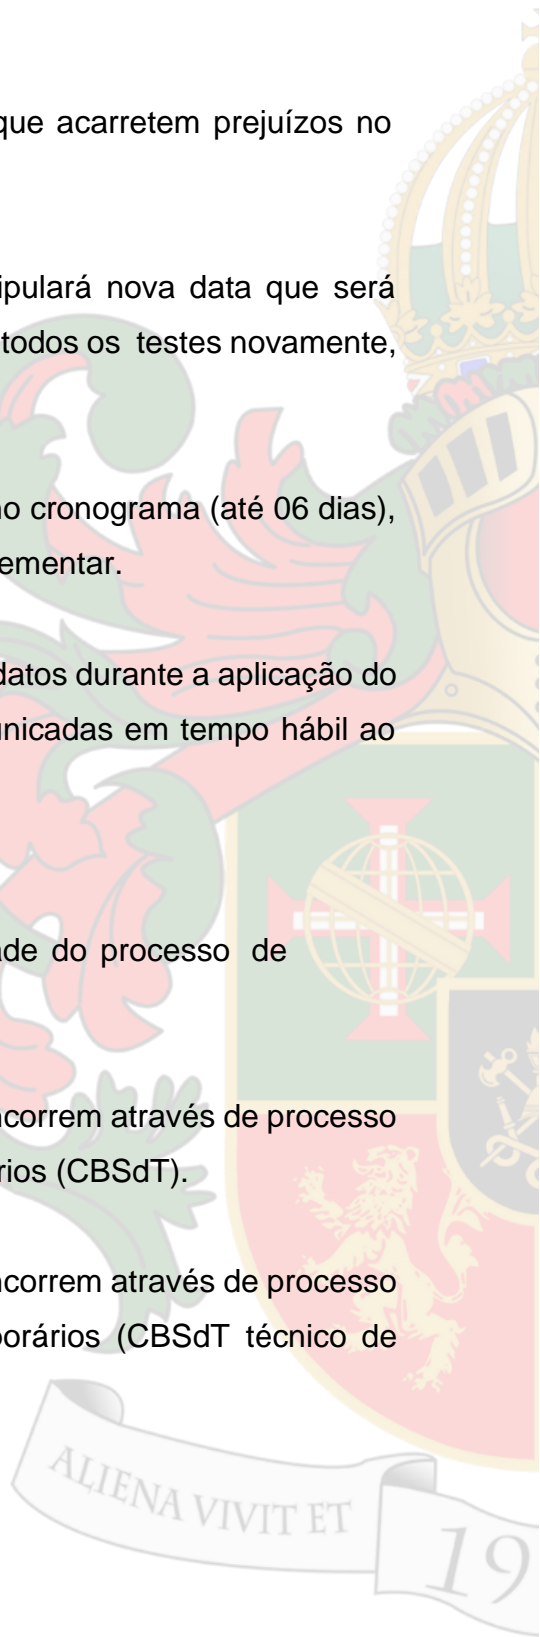 que acarretem prejuízos no
ipulará nova data que será
todos os testes novamente,
no cronograma (até 06 dias),
ementar.
datos durante a aplicação do
unicadas em tempo hábil ao
ade do processo de
ncorrem através de processo
rios (CBSdT).
ncorrem através de processo
orários (CBSdT técnico de
ALIENA VIVIT ET
19